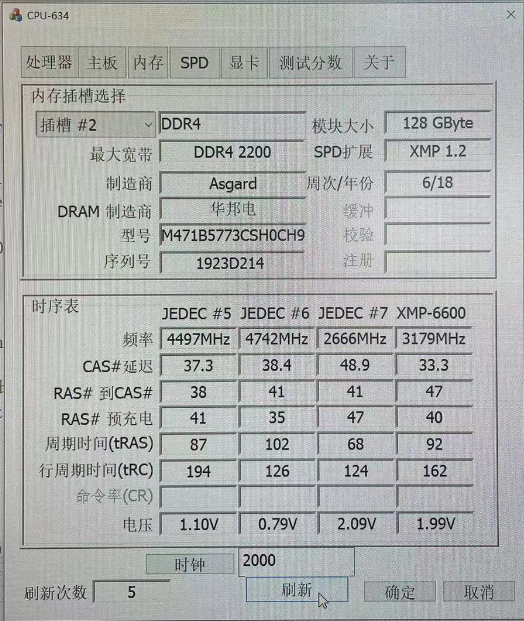 CPU-634
处理器 主板 内存 SPD 显卡 测试分数 关于
内存插槽选择
插槽 #2 DDR4 模块大小 128 GByte
最大宽带 DDR4 2200 SPD扩展 XMP 1.2
制造商 Asgard 周次/年份 6/18
DRAM 制造商 华邦电 缓冲
型号 M471B5773CSH0CH9 校验
序列号 1923D214 注册
时序表
JEDEC #5 JEDEC #6 JEDEC #7 XMP-6600
频率 4497MHz 4742MHz 2666MHz 3179MHz
CAS#延迟 37.3 38.4 48.9 33.3
RAS# 到CAS# 38 41 41 47
RAS# 预充电 41 35 47 40
周期时间(tRAS) 87 102 68 92
行周期时间(tRC) 194 126 124 162
命令率(CR)
电压 1.10V 0.79V 2.09V 1.99V
时钟 2000
刷新次数 5 刷新 确定 取消